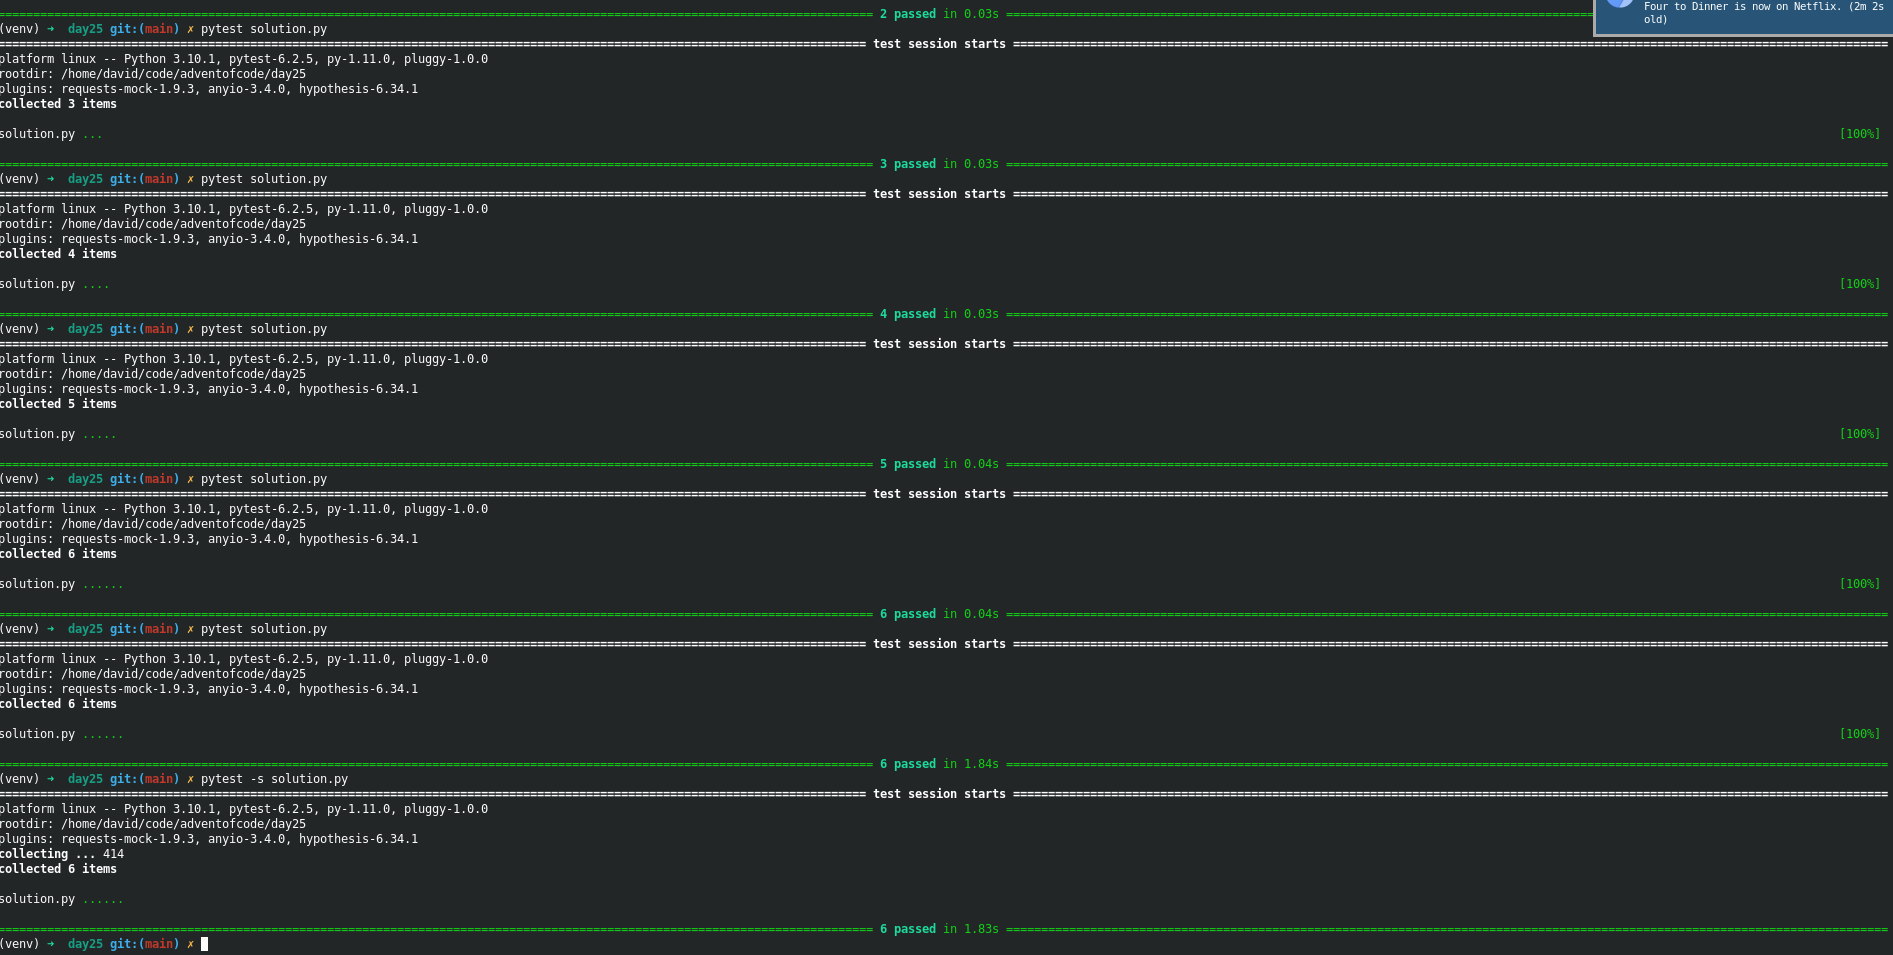 ============ 2 passed in 0.03s ============
Four to Dinner is now on Netflix. (2m 2s
old)
(venv) ➜  day25 git:(main) ✗ pytest solution.py
============ test session starts ============
platform linux -- Python 3.10.1, pytest-6.2.5, py-1.11.0, pluggy-1.0.0
rootdir: /home/david/code/adventofcode/day25
plugins: requests-mock-1.9.3, anyio-3.4.0, hypothesis-6.34.1
collected 3 items
solution.py ... [100%]
============ 3 passed in 0.03s ============
(venv) ➜  day25 git:(main) ✗ pytest solution.py
============ test session starts ============
platform linux -- Python 3.10.1, pytest-6.2.5, py-1.11.0, pluggy-1.0.0
rootdir: /home/david/code/adventofcode/day25
plugins: requests-mock-1.9.3, anyio-3.4.0, hypothesis-6.34.1
collected 4 items
solution.py .... [100%]
============ 4 passed in 0.03s ============
(venv) ➜  day25 git:(main) ✗ pytest solution.py
============ test session starts ============
platform linux -- Python 3.10.1, pytest-6.2.5, py-1.11.0, pluggy-1.0.0
rootdir: /home/david/code/adventofcode/day25
plugins: requests-mock-1.9.3, anyio-3.4.0, hypothesis-6.34.1
collected 5 items
solution.py ..... [100%]
============ 5 passed in 0.04s ============
(venv) ➜  day25 git:(main) ✗ pytest solution.py
============ test session starts ============
platform linux -- Python 3.10.1, pytest-6.2.5, py-1.11.0, pluggy-1.0.0
rootdir: /home/david/code/adventofcode/day25
plugins: requests-mock-1.9.3, anyio-3.4.0, hypothesis-6.34.1
collected 6 items
solution.py ...... [100%]
============ 6 passed in 0.04s ============
(venv) ➜  day25 git:(main) ✗ pytest solution.py
============ test session starts ============
platform linux -- Python 3.10.1, pytest-6.2.5, py-1.11.0, pluggy-1.0.0
rootdir: /home/david/code/adventofcode/day25
plugins: requests-mock-1.9.3, anyio-3.4.0, hypothesis-6.34.1
collected 6 items
solution.py ...... [100%]
============ 6 passed in 1.84s ============
(venv) ➜  day25 git:(main) ✗ pytest -s solution.py
============ test session starts ============
platform linux -- Python 3.10.1, pytest-6.2.5, py-1.11.0, pluggy-1.0.0
rootdir: /home/david/code/adventofcode/day25
plugins: requests-mock-1.9.3, anyio-3.4.0, hypothesis-6.34.1
collecting ... 414
collected 6 items
solution.py ......
============ 6 passed in 1.83s ============
(venv) ➜  day25 git:(main) ✗